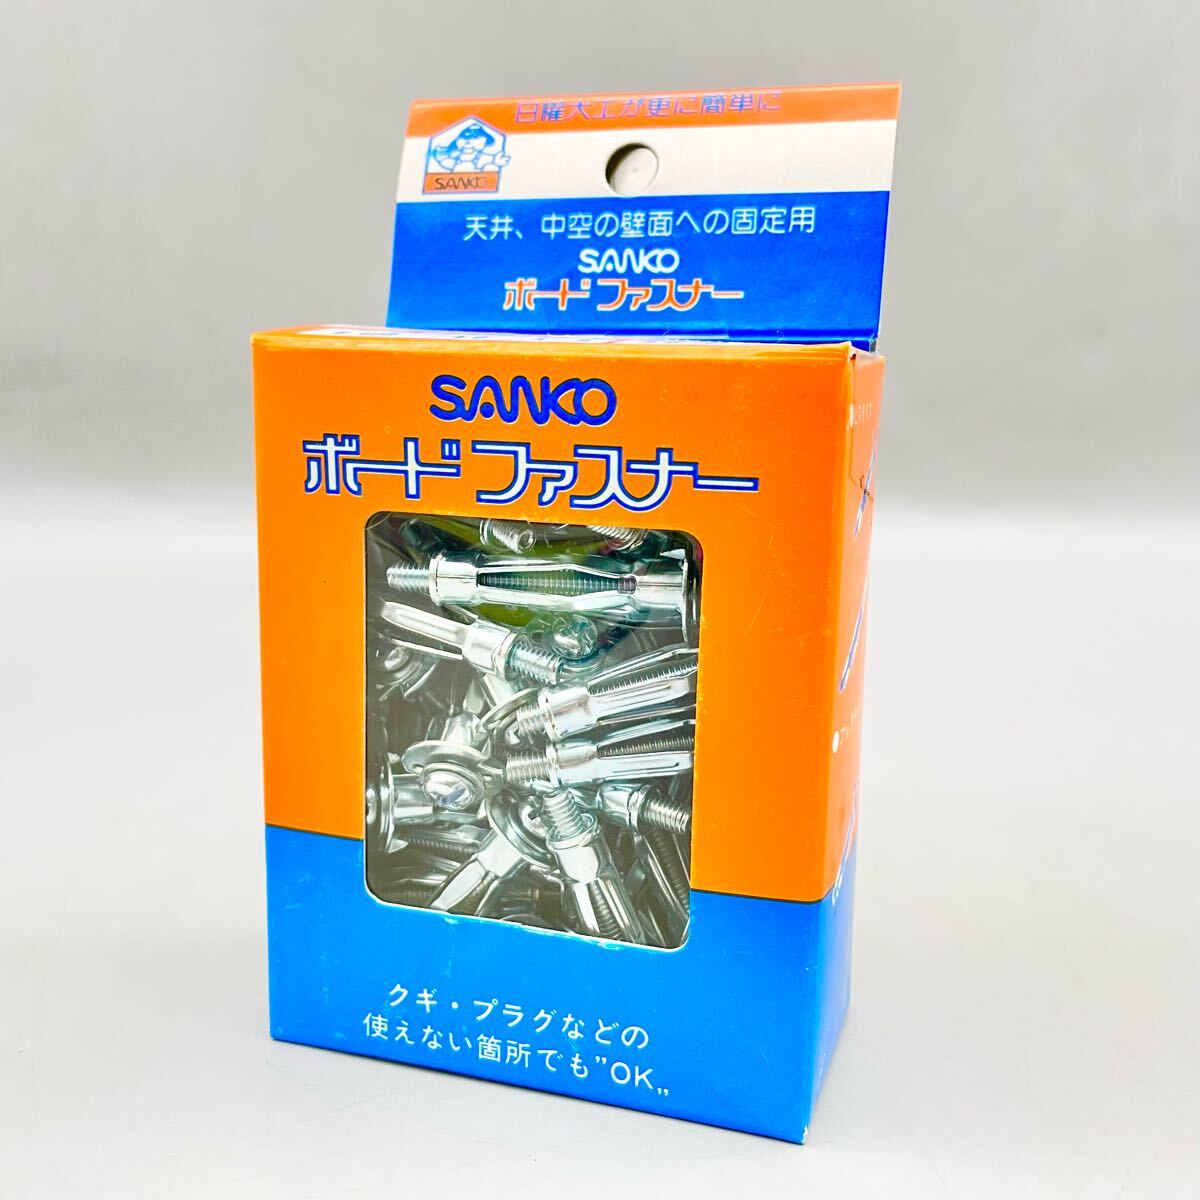 日曜大工が更に簡単に
SANKO
天井、中空の壁面への固定用
SANKO
ボードファスナー
SANKO
ボードファスナー
クギ・プラグなどの
使えない箇所でも”OK„